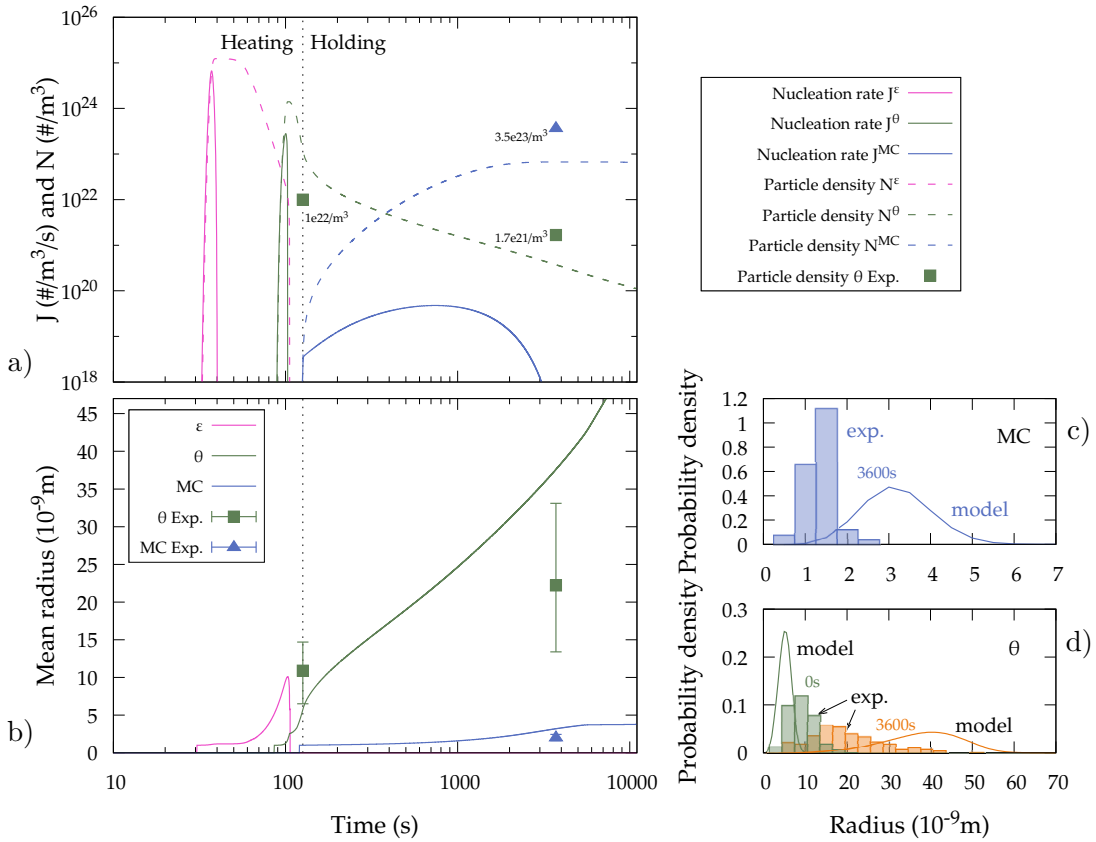 Heating Holding
10^26
10^24
10^22
10^20
10^18
J (#/m^3/s) and N (#/m^3)
3.5e23/m^3
1e22/m^3
1.7e21/m^3
a)
Nucleation rate J^ε
Nucleation rate J^θ
Nucleation rate J^MC
Particle density N^ε
Particle density N^θ
Particle density N^MC
Particle density θ Exp.
45
40
35
30
25
20
15
10
5
0
Mean radius (10^-9m)
ε
θ
MC
θ Exp.
MC Exp.
b)
10 100 1000 10000
Time (s)
Probability density
1.2
1.0
0.8
0.6
0.4
0.2
0
exp.
MC
c)
3600s
model
0 1 2 3 4 5 6 7
Probability density
0.3
0.2
0.1
0
model
θ
d)
0s
exp.
3600s
model
0 10 20 30 40 50 60 70
Radius (10^-9m)